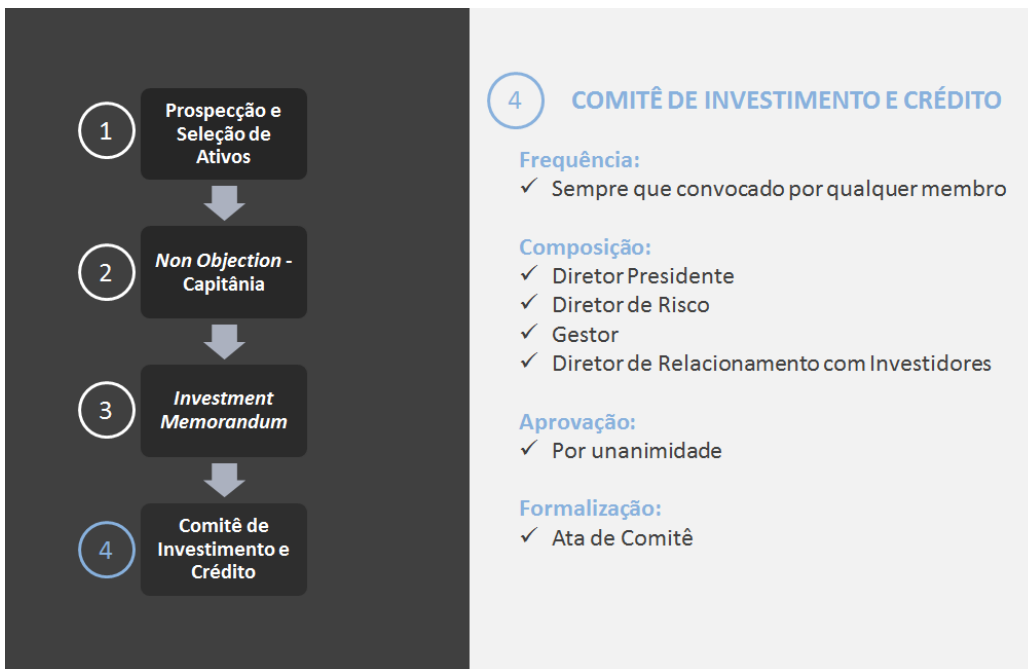 1
Prospecção e
Seleção de
Ativos
2
Non Objection -
Capitânia
3
Investment
Memorandum
4
Comitê de
Investimento e
Crédito
4 COMITÊ DE INVESTIMENTO E CRÉDITO
Frequência:
✓ Sempre que convocado por qualquer membro
Composição:
✓ Diretor Presidente
✓ Diretor de Risco
✓ Gestor
✓ Diretor de Relacionamento com Investidores
Aprovação:
✓ Por unanimidade
Formalização:
✓ Ata de Comitê